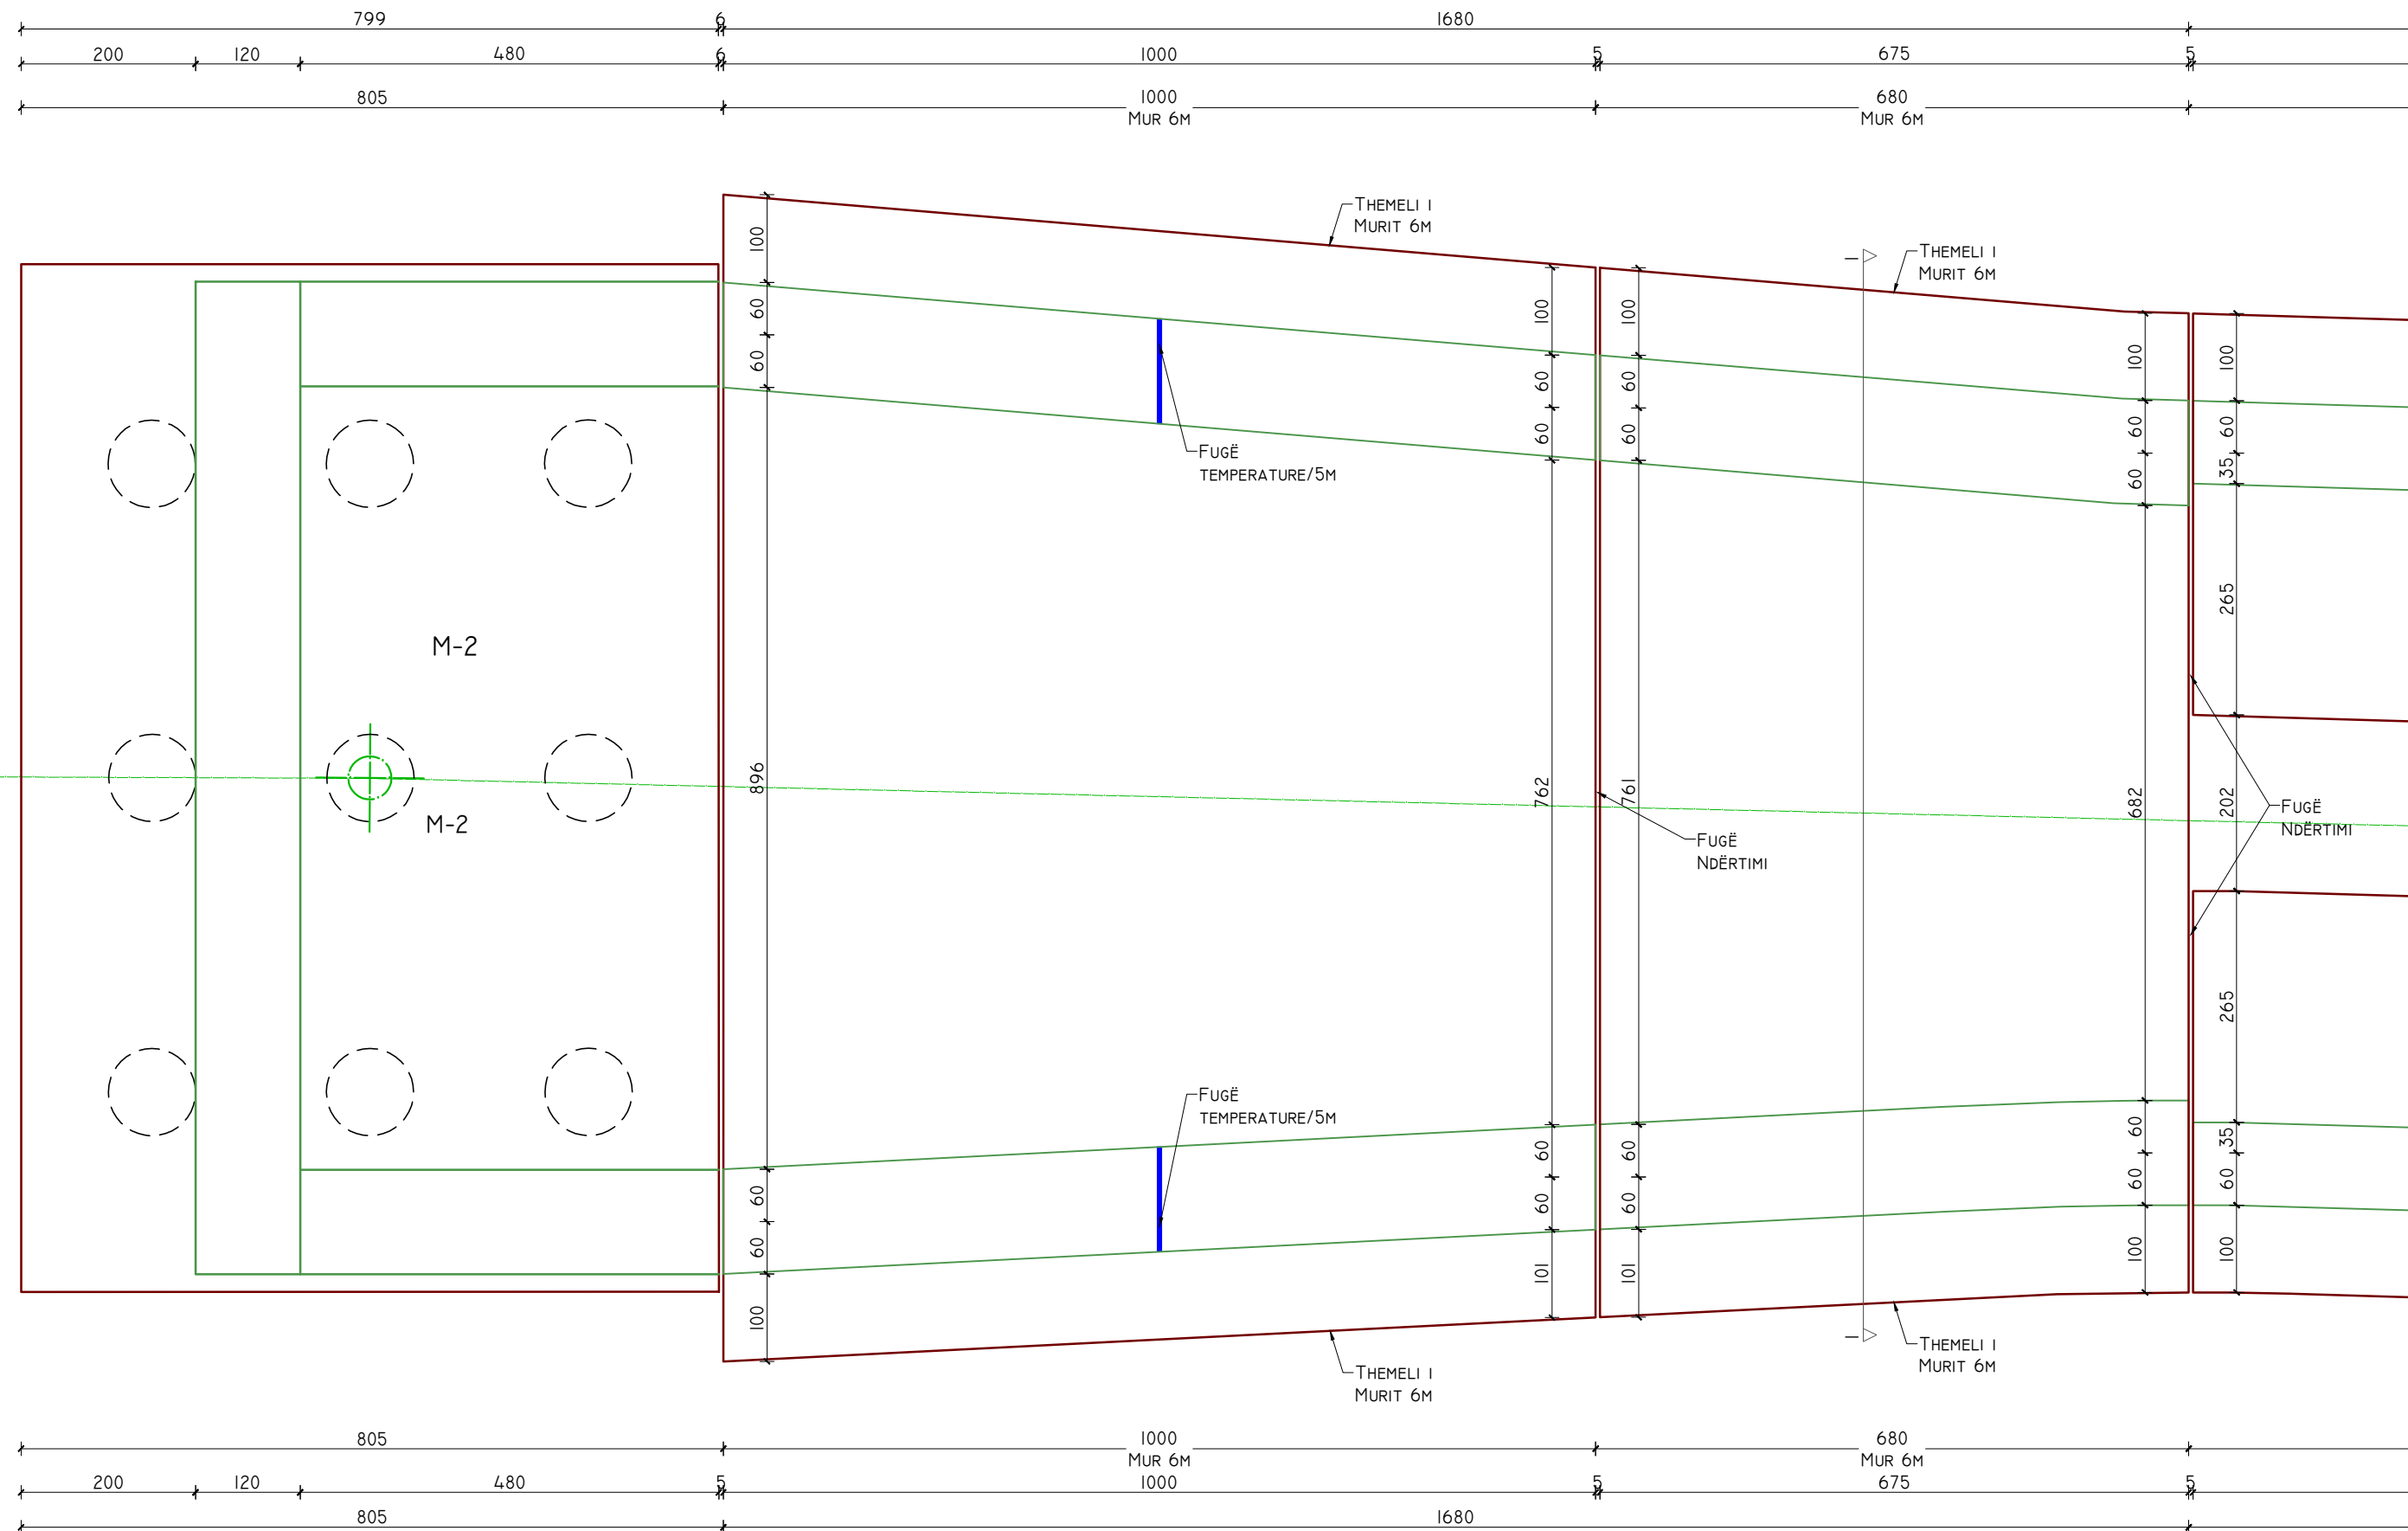 799 6 1680
200 120 480 6 1000 5 675 5
805 1000 680
MUR 6M MUR 6M
THEMELI I
MURIT 6M
THEMELI I
MURIT 6M
100
60
60
896
60
60
100
100
60
60
762
60
60
101
100
60
60
761
60
60
101
100
60
60
682
60
60
100
100
60
35
265
202
265
35
60
100
FUGË
TEMPERATURE/5M
M-2
M-2
FUGË
NDËRTIMI
FUGË
NDËRTIMI
FUGË
TEMPERATURE/5M
THEMELI I
MURIT 6M
THEMELI I
MURIT 6M
805 1000 680
MUR 6M MUR 6M
200 120 480 5 1000 5 675 5
805 1680